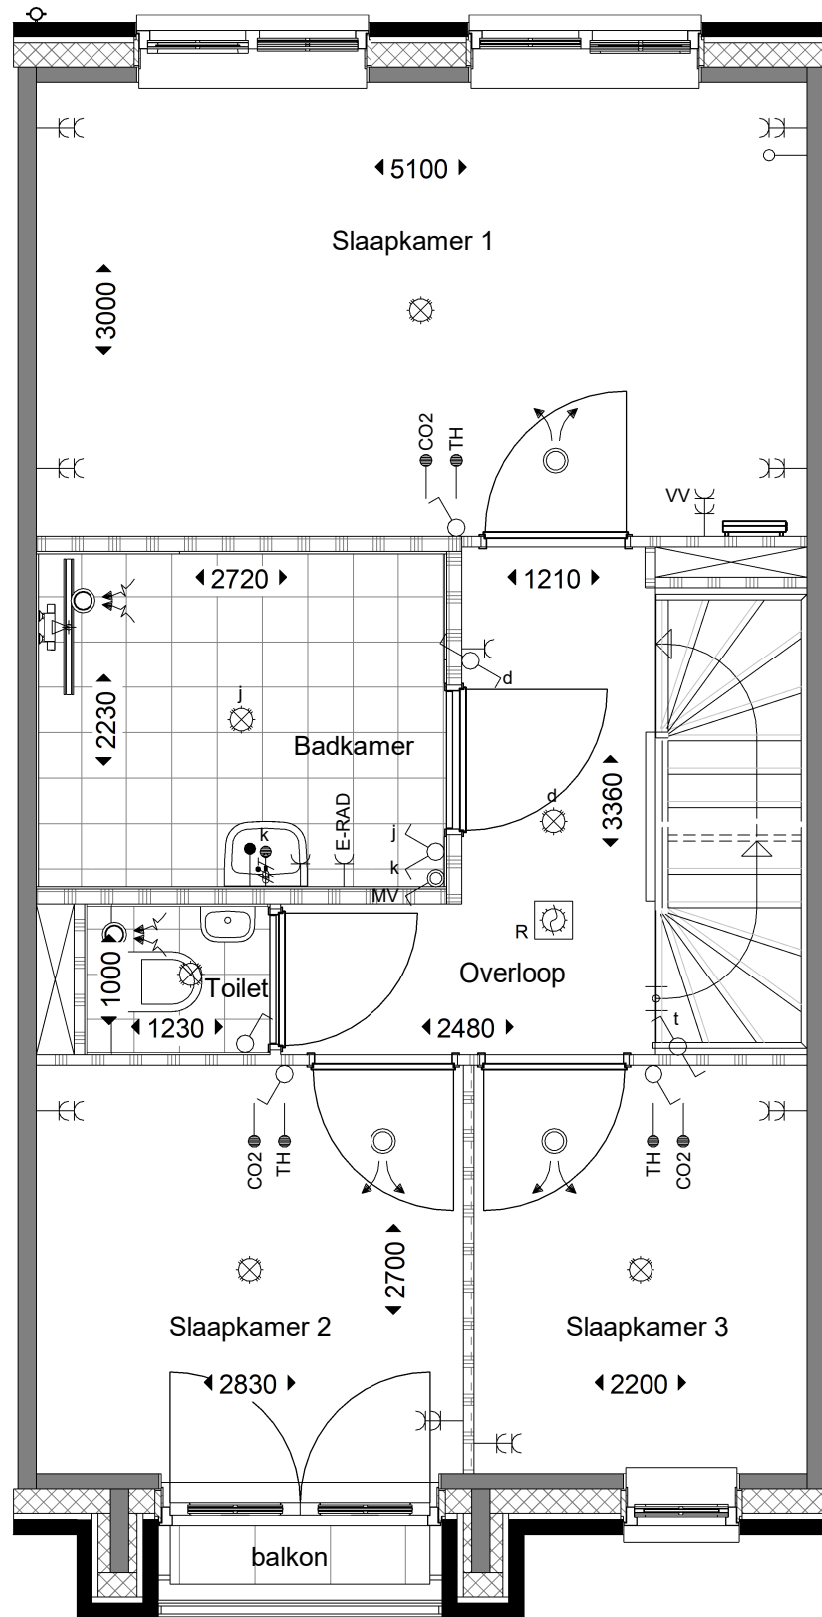 5100
Slaapkamer 1
3000
CO2
TH
VV
2720
1210
d
2230
j
Badkamer
3360
d
k
E-RAD
j
k
MV
R
Overloop
1000
Toilet
1230
2480
t
CO2
TH
TH
CO2
2700
Slaapkamer 2
Slaapkamer 3
2830
2200
balkon